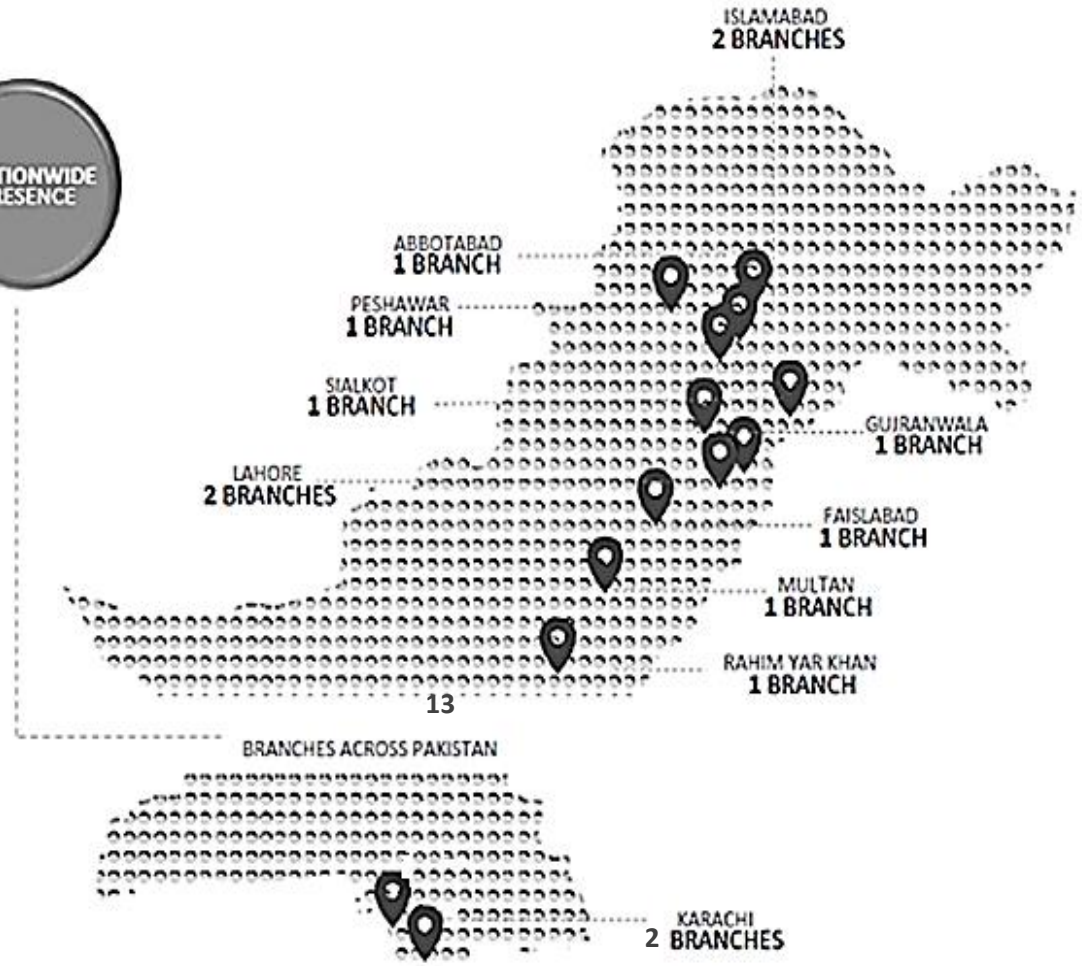 ISLAMABAD
2 BRANCHES
TIONWIDE
RESENCE
ABBOTABAD
1 BRANCH
PESHAWAR
1 BRANCH
SIALKOT
1 BRANCH
GUJRANWALA
1 BRANCH
LAHORE
2 BRANCHES
FAISLABAD
1 BRANCH
MULTAN
1 BRANCH
RAHIM YAR KHAN
1 BRANCH
13
BRANCHES ACROSS PAKISTAN
KARACHI
2 BRANCHES